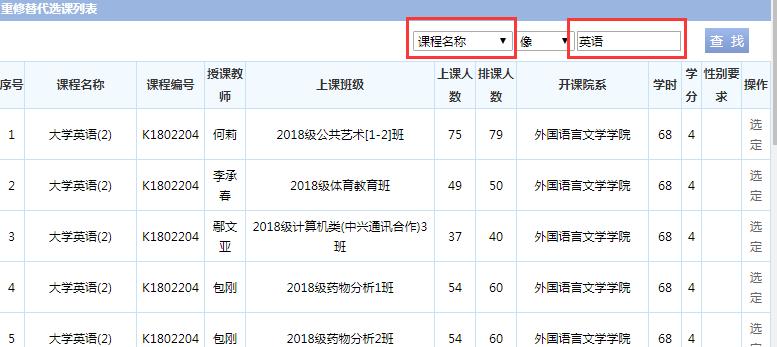 重修替代选课列表
课程名称 像 英语 查 找
序号 课程名称 课程编号 授课教师 上课班级 上课人数 排课人数 开课院系 学时 学分 性别要求 操作
1 大学英语(2) K1802204 何莉 2018级公共艺术[1-2]班 75 79 外国语言文学学院 68 4 选定
2 大学英语(2) K1802204 李承春 2018级体育教育班 49 50 外国语言文学学院 68 4 选定
3 大学英语(2) K1802204 鄢文亚 2018级计算机类(中兴通讯合作)3班 37 40 外国语言文学学院 68 4 选定
4 大学英语(2) K1802204 包刚 2018级药物分析1班 54 60 外国语言文学学院 68 4 选定
5 大学英语(2) K1802204 包刚 2018级药物分析2班 54 60 外国语言文学学院 68 4 选定